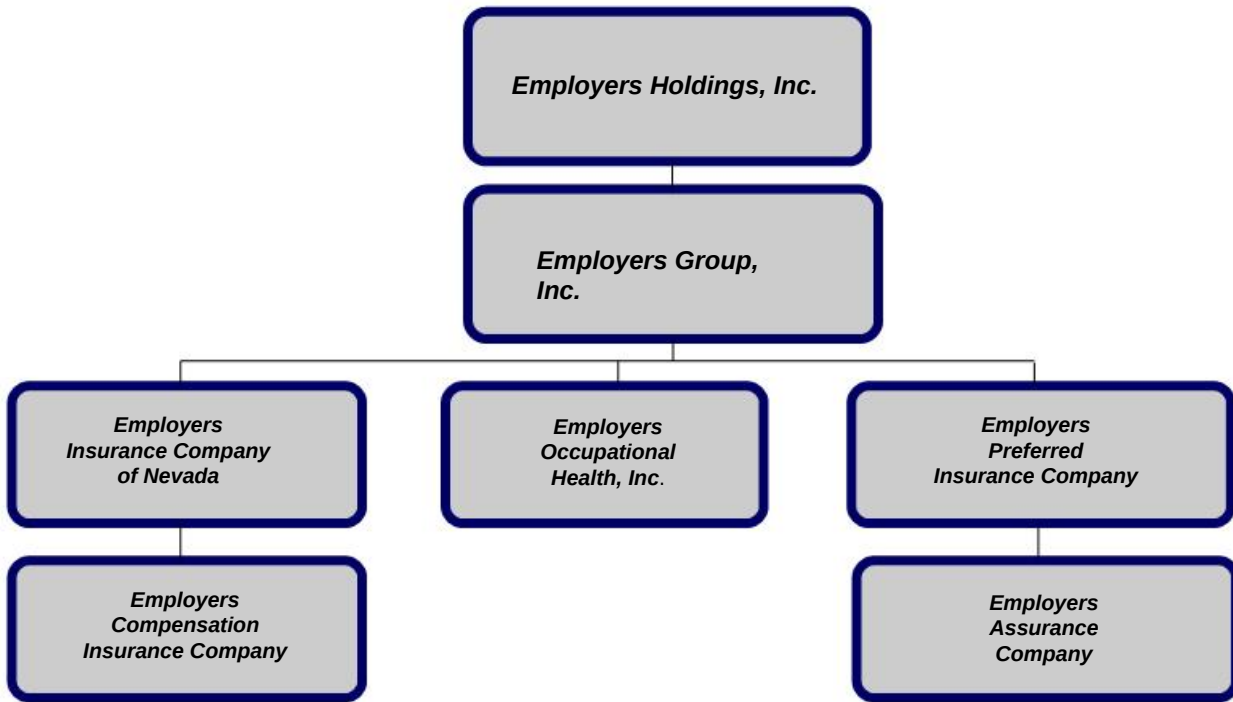 Employers Holdings, Inc.
Employers Group,
Inc.
Employers
Insurance Company
of Nevada
Employers
Occupational
Health, Inc.
Employers
Preferred
Insurance Company
Employers
Compensation
Insurance Company
Employers
Assurance
Company